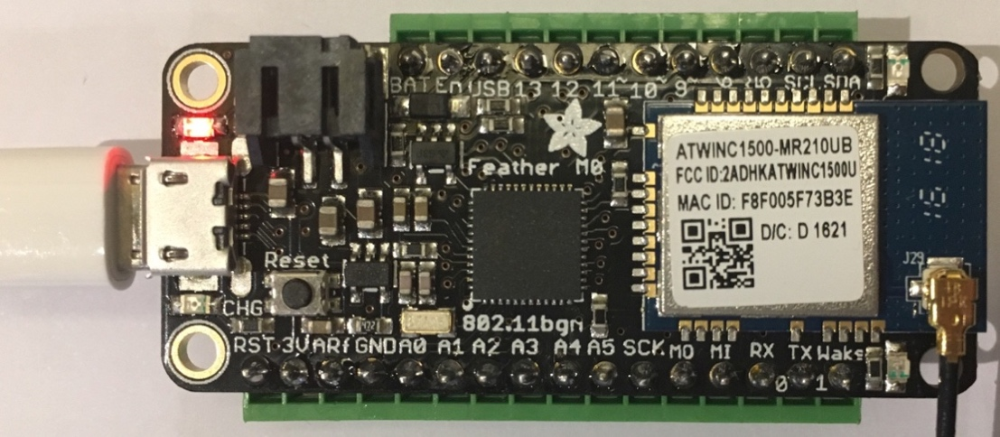 BAT En USB 13 12 11~ 10~ 9~ 6 5 SCL SDA
Feather M0
ATWINC1500-MR210UB
FCC ID:2ADHKATWINC1500U
MAC ID: F8F005F73B3E
D/C: D 1621
J29
Reset
CHG
802.11bgn
RST 3V ARf GND A0 A1 A2 A3 A4 A5 SCK MO MI RX TX Wake
0 1